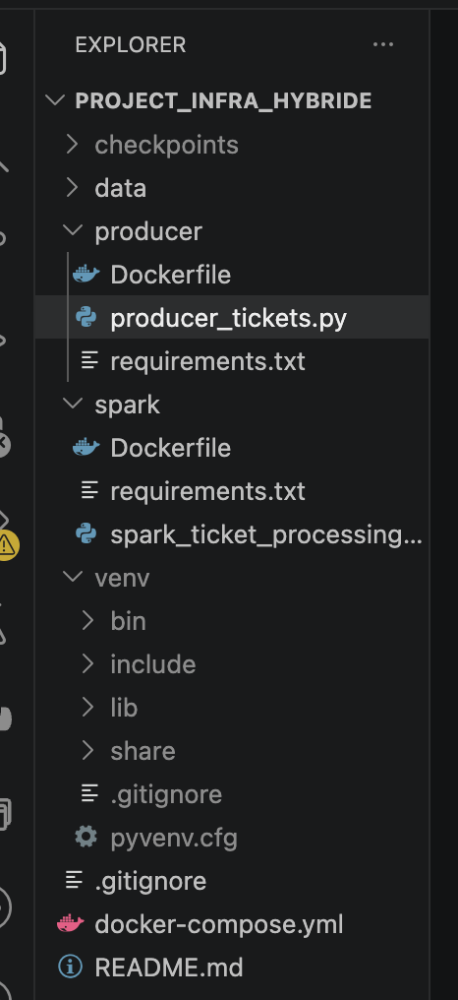 EXPLORER ...
PROJECT_INFRA_HYBRIDE
checkpoints
data
producer
Dockerfile
producer_tickets.py
requirements.txt
spark
Dockerfile
requirements.txt
spark_ticket_processing...
venv
bin
include
lib
share
.gitignore
pyvenv.cfg
.gitignore
docker-compose.yml
README.md